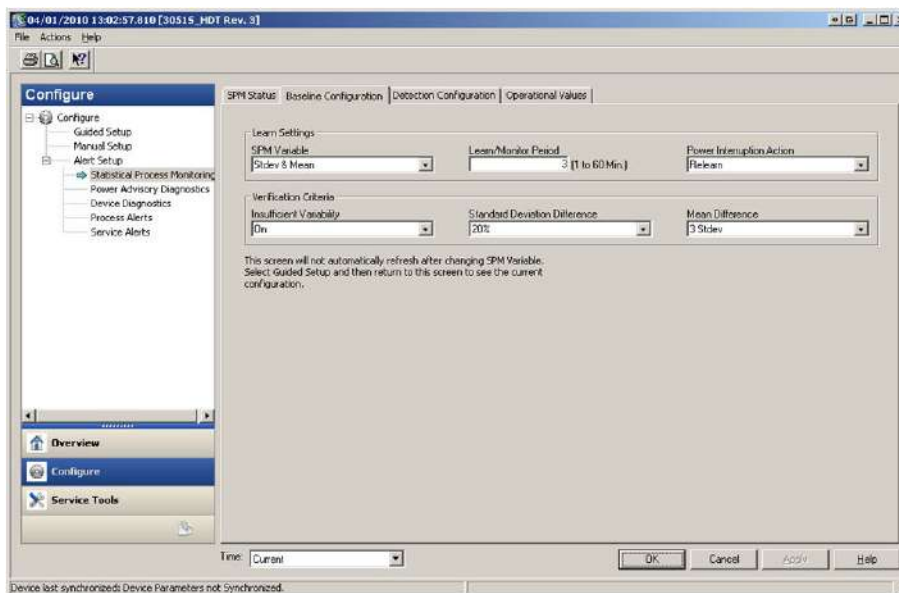 04/01/2010 13:02:57.810 [3051S_HDT Rev. 3]
File Actions Help
Configure
Configure
Guided Setup
Manual Setup
Alert Setup
Statistical Process Monitoring
Power Advisory Diagnostics
Device Diagnostics
Process Alerts
Service Alerts
Overview
Configure
Service Tools
SPM Status Baseline Configuration Detection Configuration Operational Values
Learn Settings
SPM Variable Learn/Monitor Period Power Interruption Action
Stdev & Mean 3 (1 to 60 Min.) Relearn
Verification Criteria
Insufficient Variability Standard Deviation Difference Mean Difference
On 20% 3 Stdev
This screen will not automatically refresh after changing SPM Variable.
Select Guided Setup and then return to this screen to see the current
configuration.
Time: Current
OK Cancel Apply Help
Device last synchronized: Device Parameters not Synchronized.